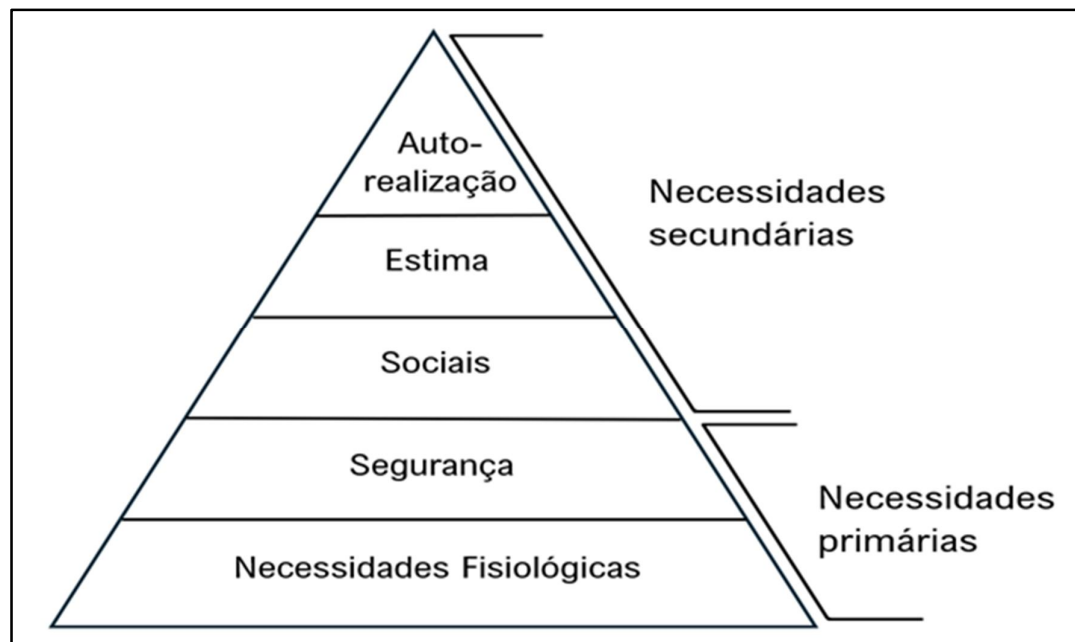 Auto-
realização
Necessidades
secundárias
Estima
Sociais
Segurança
Necessidades
primárias
Necessidades Fisiológicas